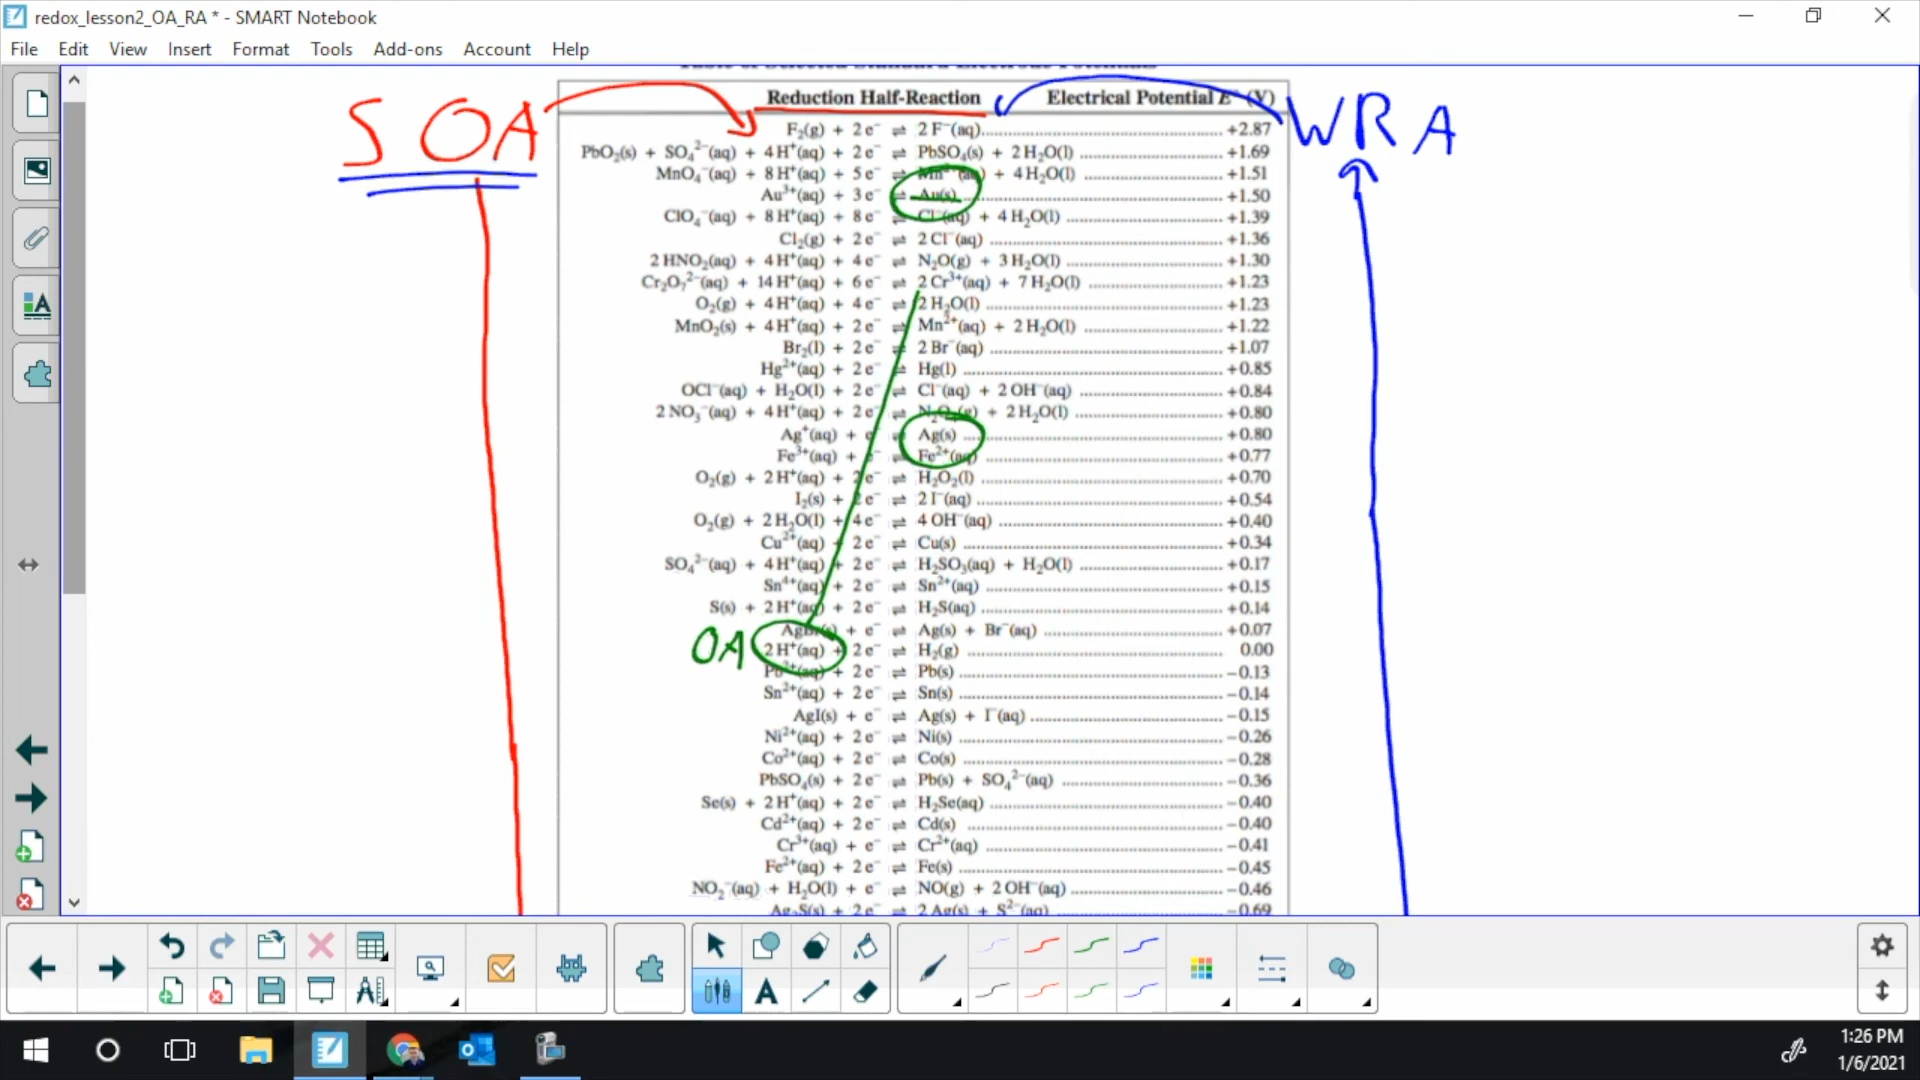 redox_lesson2_OA_RA * - SMART Notebook
File Edit View Insert Format Tools Add-ons Account Help
SOA
WRA
Reduction Half-Reaction Electrical Potential E° (V)
F₂(g) + 2e⁻ ⇌ 2F⁻(aq) +2.87
PbO₂(s) + SO₄²⁻(aq) + 4H⁺(aq) + 2e⁻ ⇌ PbSO₄(s) + 2H₂O(l) +1.69
MnO₄⁻(aq) + 8H⁺(aq) + 5e⁻ ⇌ Mn²⁺(aq) + 4H₂O(l) +1.51
Au³⁺(aq) + 3e⁻ ⇌ Au(s) +1.50
ClO₄⁻(aq) + 8H⁺(aq) + 8e⁻ ⇌ Cl⁻(aq) + 4H₂O(l) +1.39
Cl₂(g) + 2e⁻ ⇌ 2Cl⁻(aq) +1.36
2HNO₂(aq) + 4H⁺(aq) + 4e⁻ ⇌ N₂O(g) + 3H₂O(l) +1.30
Cr₂O₇²⁻(aq) + 14H⁺(aq) + 6e⁻ ⇌ 2Cr³⁺(aq) + 7H₂O(l) +1.23
O₂(g) + 4H⁺(aq) + 4e⁻ ⇌ 2H₂O(l) +1.23
MnO₂(s) + 4H⁺(aq) + 2e⁻ ⇌ Mn²⁺(aq) + 2H₂O(l) +1.22
Br₂(l) + 2e⁻ ⇌ 2Br⁻(aq) +1.07
Hg²⁺(aq) + 2e⁻ ⇌ Hg(l) +0.85
OCl⁻(aq) + H₂O(l) + 2e⁻ ⇌ Cl⁻(aq) + 2OH⁻(aq) +0.84
2NO₃⁻(aq) + 4H⁺(aq) + 2e⁻ ⇌ N₂O₄(g) + 2H₂O(l) +0.80
Ag⁺(aq) + e⁻ ⇌ Ag(s) +0.80
Fe³⁺(aq) + e⁻ ⇌ Fe²⁺(aq) +0.77
O₂(g) + 2H⁺(aq) + 2e⁻ ⇌ H₂O₂(l) +0.70
I₂(s) + 2e⁻ ⇌ 2I⁻(aq) +0.54
O₂(g) + 2H₂O(l) + 4e⁻ ⇌ 4OH⁻(aq) +0.40
Cu²⁺(aq) + 2e⁻ ⇌ Cu(s) +0.34
SO₄²⁻(aq) + 4H⁺(aq) + 2e⁻ ⇌ H₂SO₃(aq) + H₂O(l) +0.17
Sn⁴⁺(aq) + 2e⁻ ⇌ Sn²⁺(aq) +0.15
S(s) + 2H⁺(aq) + 2e⁻ ⇌ H₂S(aq) +0.14
AgBr(s) + e⁻ ⇌ Ag(s) + Br⁻(aq) +0.07
OA
2H⁺(aq) + 2e⁻ ⇌ H₂(g) 0.00
Pb²⁺(aq) + 2e⁻ ⇌ Pb(s) −0.13
Sn²⁺(aq) + 2e⁻ ⇌ Sn(s) −0.14
AgI(s) + e⁻ ⇌ Ag(s) + I⁻(aq) −0.15
Ni²⁺(aq) + 2e⁻ ⇌ Ni(s) −0.26
Co²⁺(aq) + 2e⁻ ⇌ Co(s) −0.28
PbSO₄(s) + 2e⁻ ⇌ Pb(s) + SO₄²⁻(aq) −0.36
Se(s) + 2H⁺(aq) + 2e⁻ ⇌ H₂Se(aq) −0.40
Cd²⁺(aq) + 2e⁻ ⇌ Cd(s) −0.40
Cr³⁺(aq) + e⁻ ⇌ Cr²⁺(aq) −0.41
Fe²⁺(aq) + 2e⁻ ⇌ Fe(s) −0.45
NO₂⁻(aq) + H₂O(l) + e⁻ ⇌ NO(g) + 2OH⁻(aq) −0.46
Ag₂S(s) + 2e⁻ ⇌ 2Ag(s) + S²⁻(aq) −0.69
1:26 PM
1/6/2021